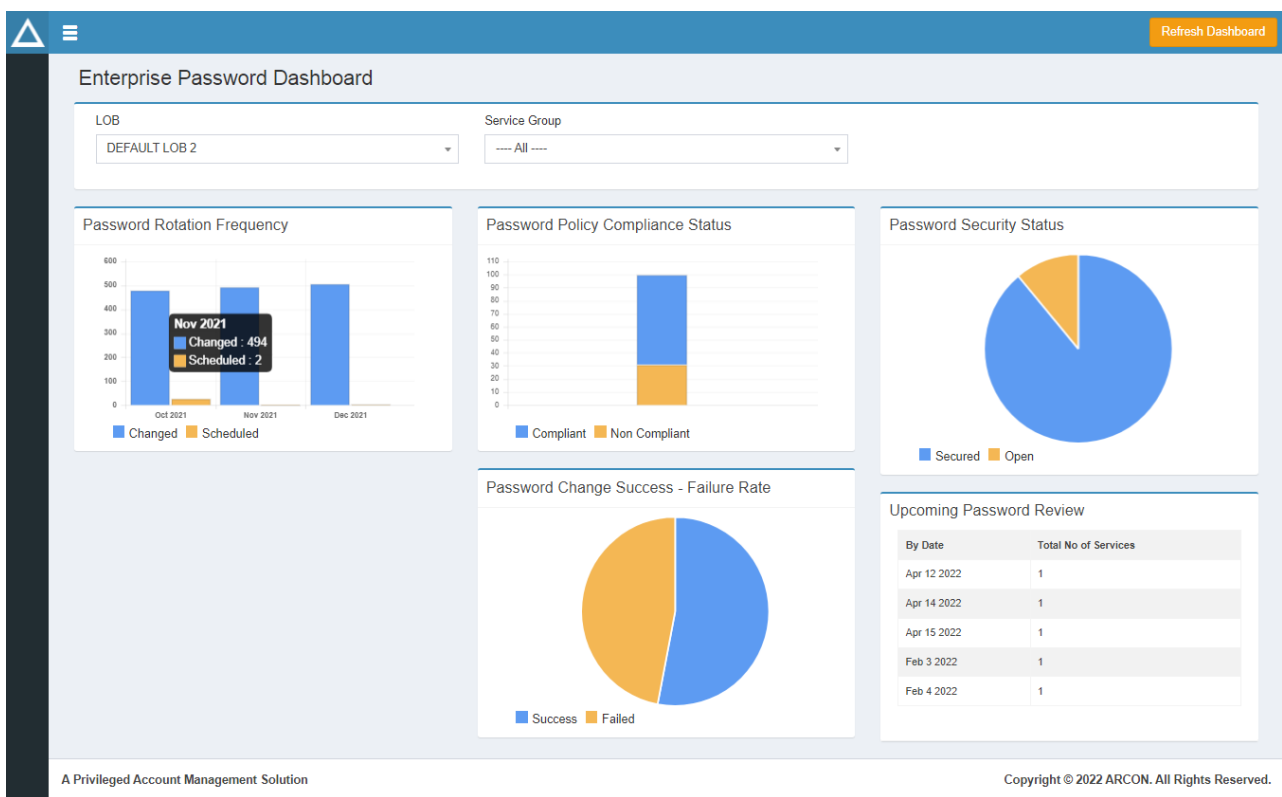 Refresh Dashboard
Enterprise Password Dashboard
LOB
Service Group
DEFAULT LOB 2
---- All ----
Password Rotation Frequency
600
500
400
300
200
100
0
Nov 2021
Changed : 494
Scheduled : 2
Oct 2021
Nov 2021
Dec 2021
Changed
Scheduled
Password Policy Compliance Status
110
100
90
80
70
60
50
40
30
20
10
0
Compliant
Non Compliant
Password Security Status
Secured
Open
Password Change Success - Failure Rate
Success
Failed
Upcoming Password Review
By Date Total No of Services
Apr 12 2022 1
Apr 14 2022 1
Apr 15 2022 1
Feb 3 2022 1
Feb 4 2022 1
A Privileged Account Management Solution
Copyright © 2022 ARCON. All Rights Reserved.